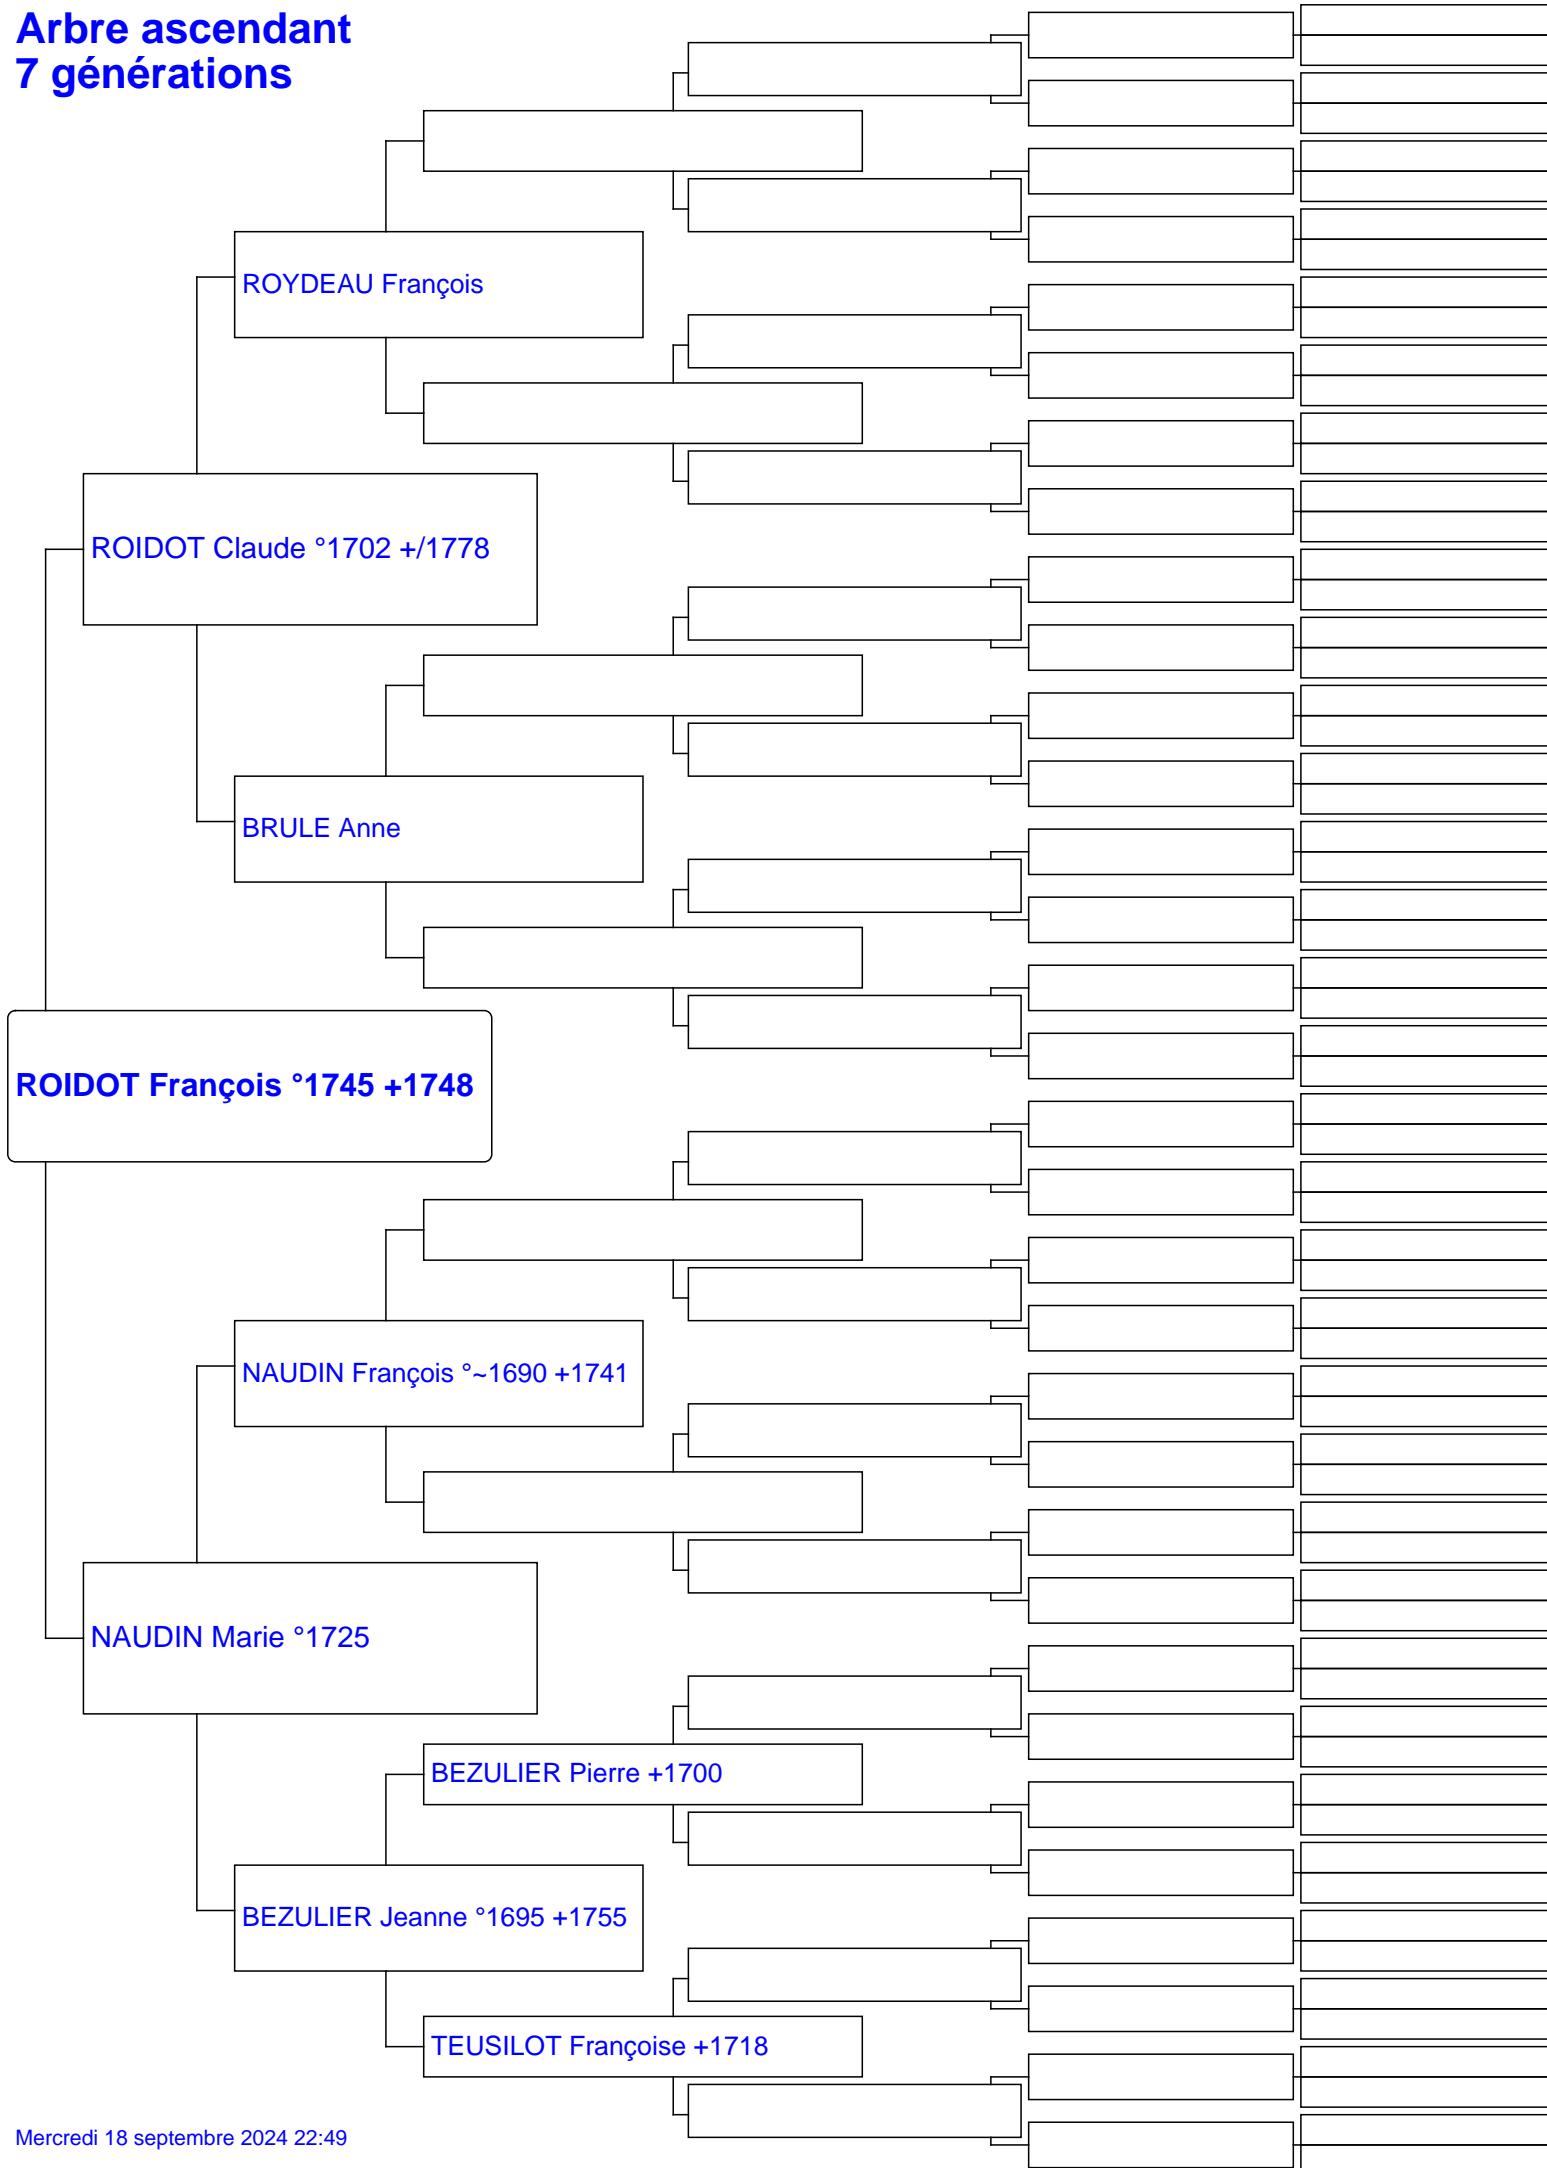 Arbre ascendant
7 générations
ROYDEAU François
ROIDOT Claude °1702 +/1778
BRULE Anne
ROIDOT François °1745 +1748
NAUDIN François °~1690 +1741
NAUDIN Marie °1725
BEZULIER Pierre +1700
BEZULIER Jeanne °1695 +1755
TEUSILOT Françoise +1718
Mercredi 18 septembre 2024 22:49